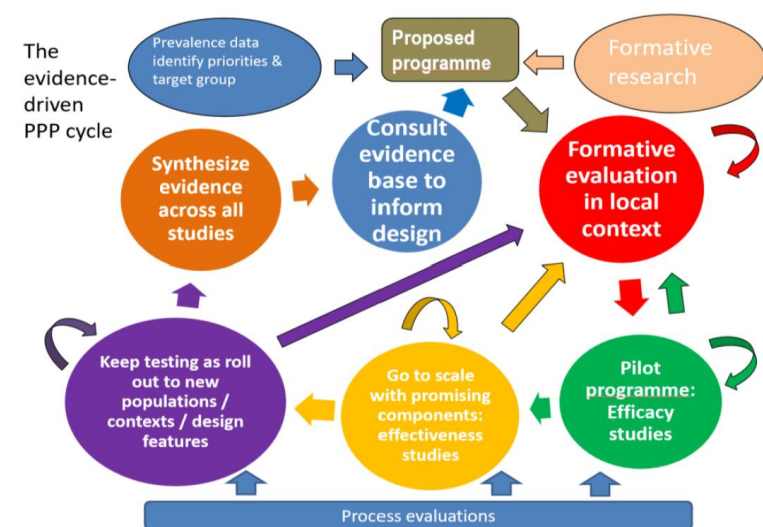 The
evidence-
driven
PPP cycle
Prevalence data
identify priorities &
target group
Proposed
programme
Formative
research
Synthesize
evidence
across all
studies
Consult
evidence
base to
inform
design
Formative
evaluation
in local
context
Keep testing as roll
out to new
populations /
contexts / design
features
Go to scale
with promising
components:
effectiveness
studies
Pilot
programme:
Efficacy
studies
Process evaluations